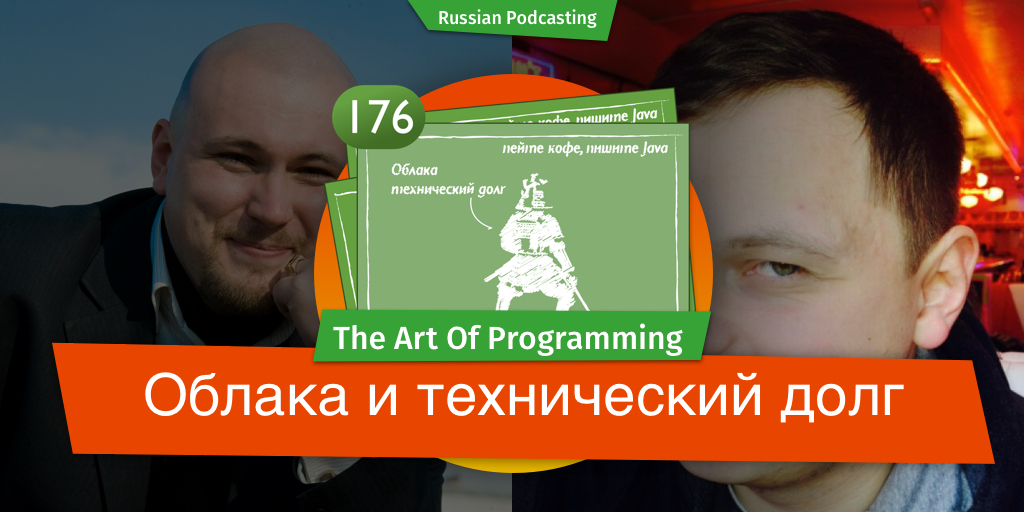 Russian Podcasting
176
кофе, пишите Java
пейте кофе, пишите Java
Облака
технический долг
The Art Of Programming
Облака и технический долг